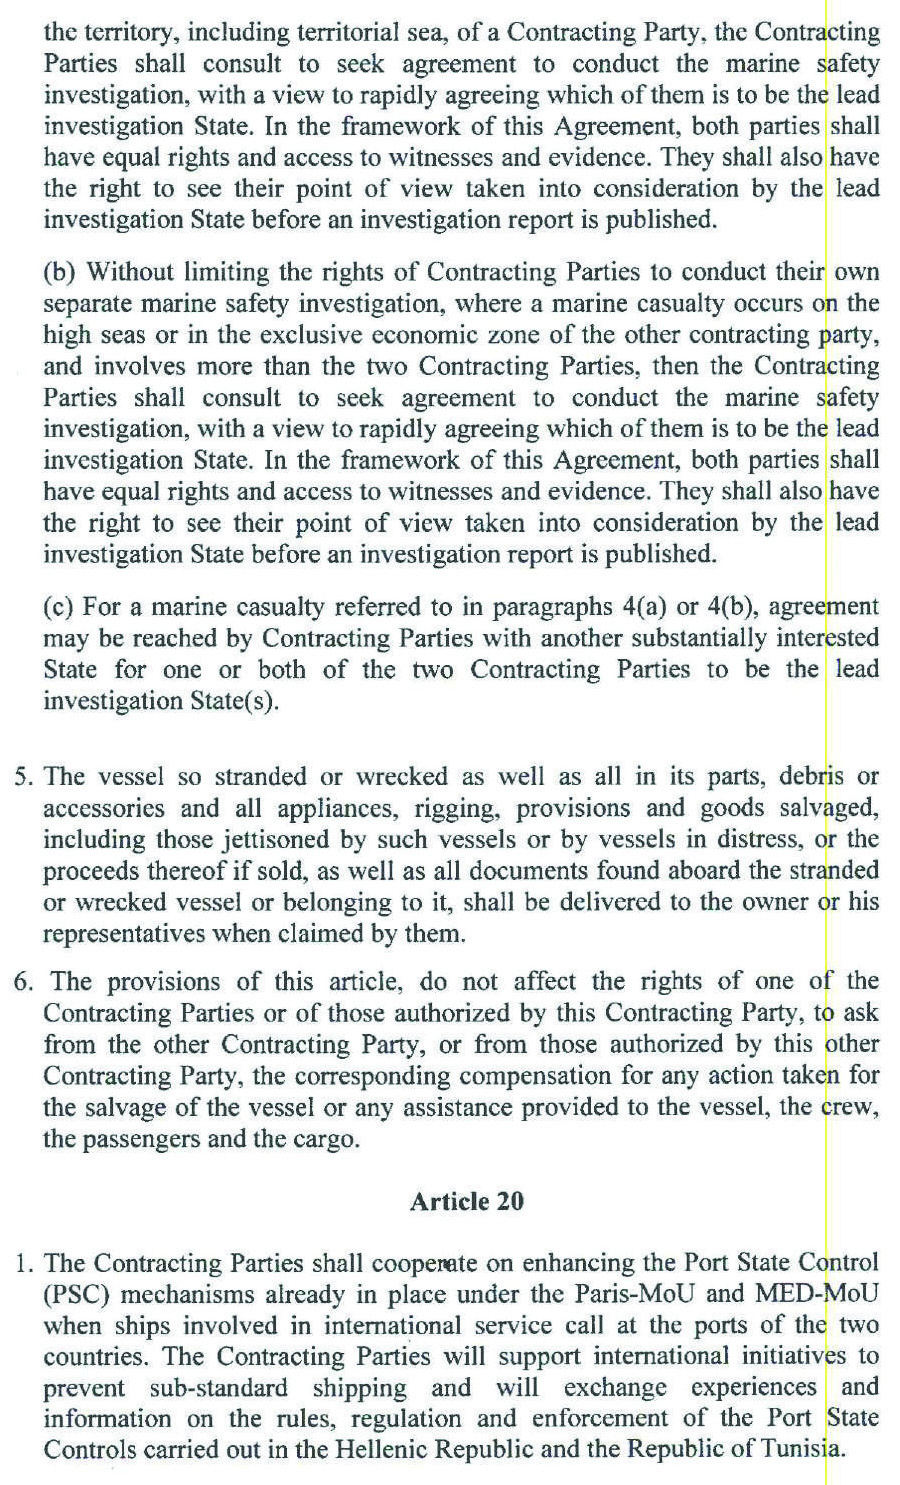 the territory, including territorial sea, of a Contracting Party, the Contracting
Parties shall consult to seek agreement to conduct the marine safety
investigation, with a view to rapidly agreeing which of them is to be the lead
investigation State. In the framework of this Agreement, both parties shall
have equal rights and access to witnesses and evidence. They shall also have
the right to see their point of view taken into consideration by the lead
investigation State before an investigation report is published.
(b) Without limiting the rights of Contracting Parties to conduct their own
separate marine safety investigation, where a marine casualty occurs on the
high seas or in the exclusive economic zone of the other contracting party,
and involves more than the two Contracting Parties, then the Contracting
Parties shall consult to seek agreement to conduct the marine safety
investigation, with a view to rapidly agreeing which of them is to be the lead
investigation State. In the framework of this Agreement, both parties shall
have equal rights and access to witnesses and evidence. They shall also have
the right to see their point of view taken into consideration by the lead
investigation State before an investigation report is published.
(c) For a marine casualty referred to in paragraphs 4(a) or 4(b), agreement
may be reached by Contracting Parties with another substantially interested
State for one or both of the two Contracting Parties to be the lead
investigation State(s).
5. The vessel so stranded or wrecked as well as all in its parts, debris or
accessories and all appliances, rigging, provisions and goods salvaged,
including those jettisoned by such vessels or by vessels in distress, or the
proceeds thereof if sold, as well as all documents found aboard the stranded
or wrecked vessel or belonging to it, shall be delivered to the owner or his
representatives when claimed by them.
6. The provisions of this article, do not affect the rights of one of the
Contracting Parties or of those authorized by this Contracting Party, to ask
from the other Contracting Party, or from those authorized by this other
Contracting Party, the corresponding compensation for any action taken for
the salvage of the vessel or any assistance provided to the vessel, the crew,
the passengers and the cargo.
Article 20
1. The Contracting Parties shall cooperate on enhancing the Port State Control
(PSC) mechanisms already in place under the Paris-MoU and MED-MoU
when ships involved in international service call at the ports of the two
countries. The Contracting Parties will support international initiatives to
prevent sub-standard shipping and will exchange experiences and
information on the rules, regulation and enforcement of the Port State
Controls carried out in the Hellenic Republic and the Republic of Tunisia.